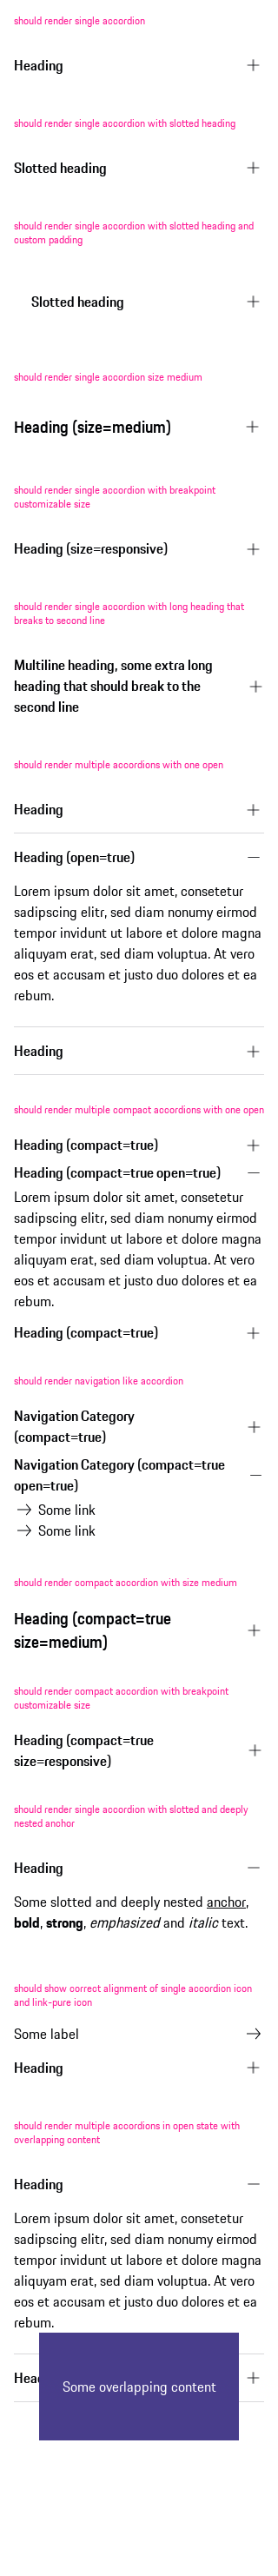 should render single accordion
Heading
should render single accordion with slotted heading
Slotted heading
should render single accordion with slotted heading and
custom padding
Slotted heading
should render single accordion size medium
Heading (size=medium)
should render single accordion with breakpoint
customizable size
Heading (size=responsive)
should render single accordion with long heading that
breaks to second line
Multiline heading, some extra long
heading that should break to the
second line
should render multiple accordions with one open
Heading
Heading (open=true)
Lorem ipsum dolor sit amet, consetetur
sadipscing elitr, sed diam nonumy eirmod
tempor invidunt ut labore et dolore magna
aliquyam erat, sed diam voluptua. At vero
eos et accusam et justo duo dolores et ea
rebum.
Heading
should render multiple compact accordions with one open
Heading (compact=true)
Heading (compact=true open=true)
Lorem ipsum dolor sit amet, consetetur
sadipscing elitr, sed diam nonumy eirmod
tempor invidunt ut labore et dolore magna
aliquyam erat, sed diam voluptua. At vero
eos et accusam et justo duo dolores et ea
rebum.
Heading (compact=true)
should render navigation like accordion
Navigation Category
(compact=true)
Navigation Category (compact=true
open=true)
Some link
Some link
should render compact accordion with size medium
Heading (compact=true
size=medium)
should render compact accordion with breakpoint
customizable size
Heading (compact=true
size=responsive)
should render single accordion with slotted and deeply
nested anchor
Heading
Some slotted and deeply nested anchor,
bold, strong, emphasized and italic text.
should show correct alignment of single accordion icon
and link-pure icon
Some label
Heading
should render multiple accordions in open state with
overlapping content
Heading
Lorem ipsum dolor sit amet, consetetur
sadipscing elitr, sed diam nonumy eirmod
tempor invidunt ut labore et dolore magna
aliquyam erat, sed diam voluptua. At vero
eos et accusam et justo duo dolores et ea
rebum.
Some overlapping content